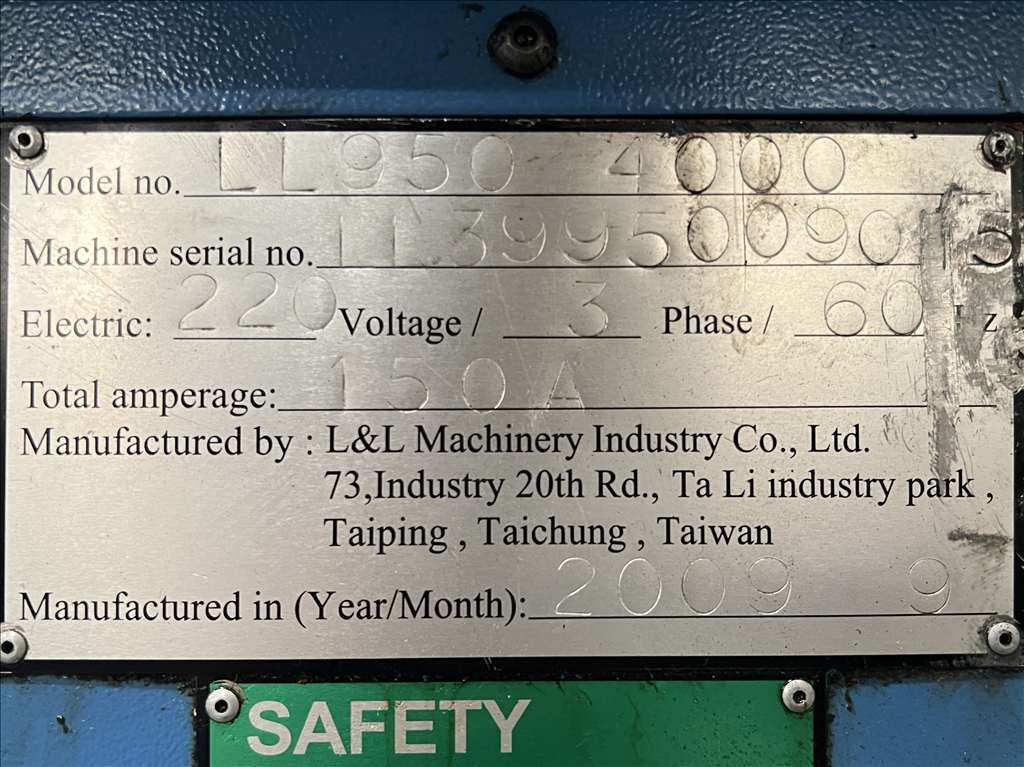 Model no. LL950 4000
Machine serial no. LL3995009015
Electric: 220 Voltage / 3 Phase / 60 Hz
Total amperage: 150A
Manufactured by : L&L Machinery Industry Co., Ltd.
73,Industry 20th Rd., Ta Li industry park ,
Taiping , Taichung , Taiwan
Manufactured in (Year/Month): 2009 9
SAFETY